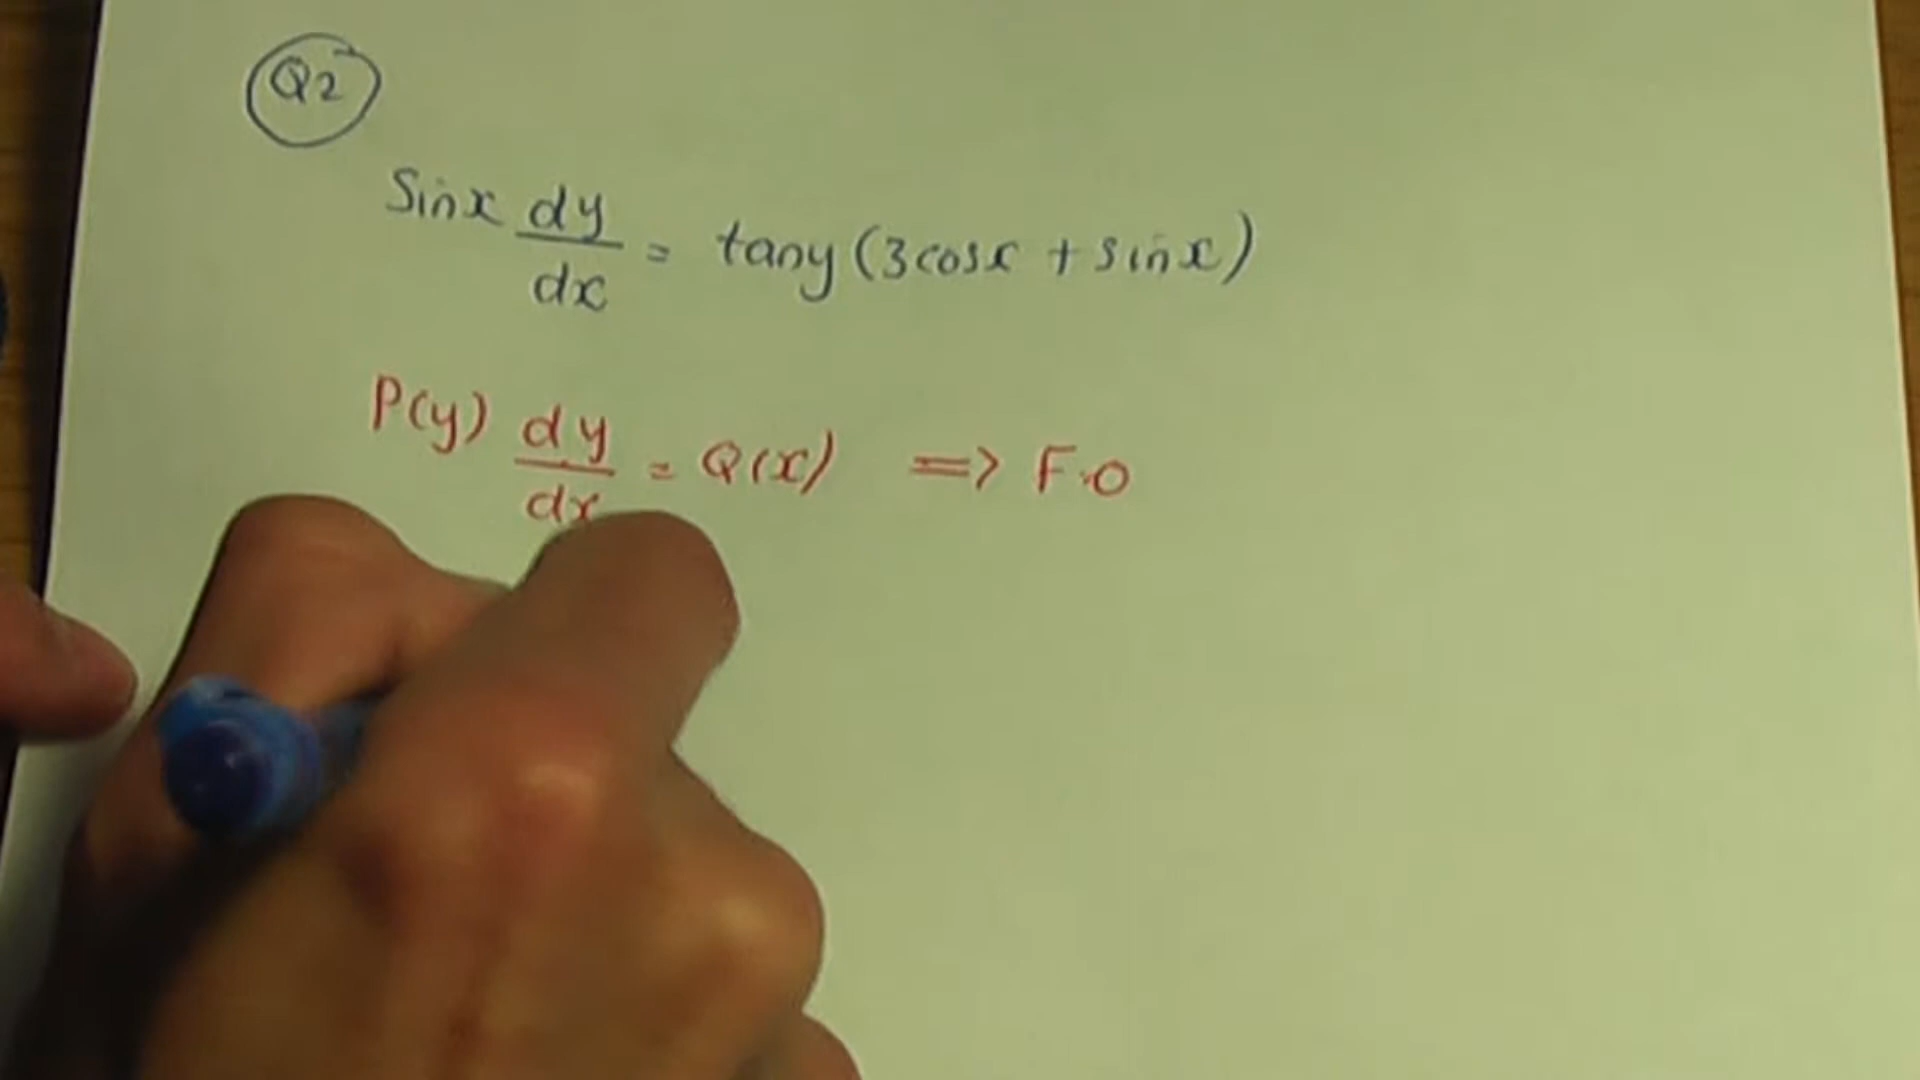 Q2
Sinx dy/dx = tany (3cosx + sinx)
P(y) dy/dx = Q(x) => F.O